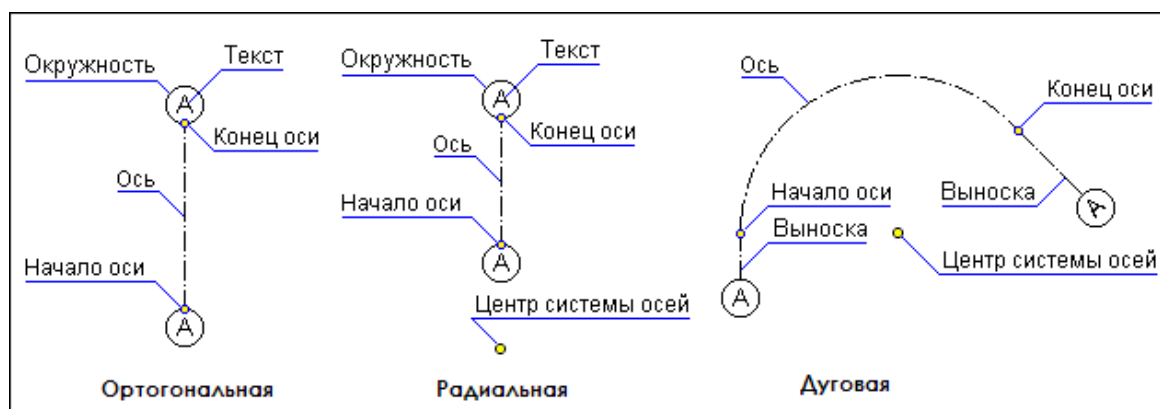 Окружность
Текст
А
Конец оси
Ось
Начало оси
А
Ортогональная
Окружность
Текст
А
Конец оси
Ось
Начало оси
А
Центр системы осей
Радиальная
Ось
Конец оси
Выноска
А
Начало оси
Выноска
А
Центр системы осей
Дуговая